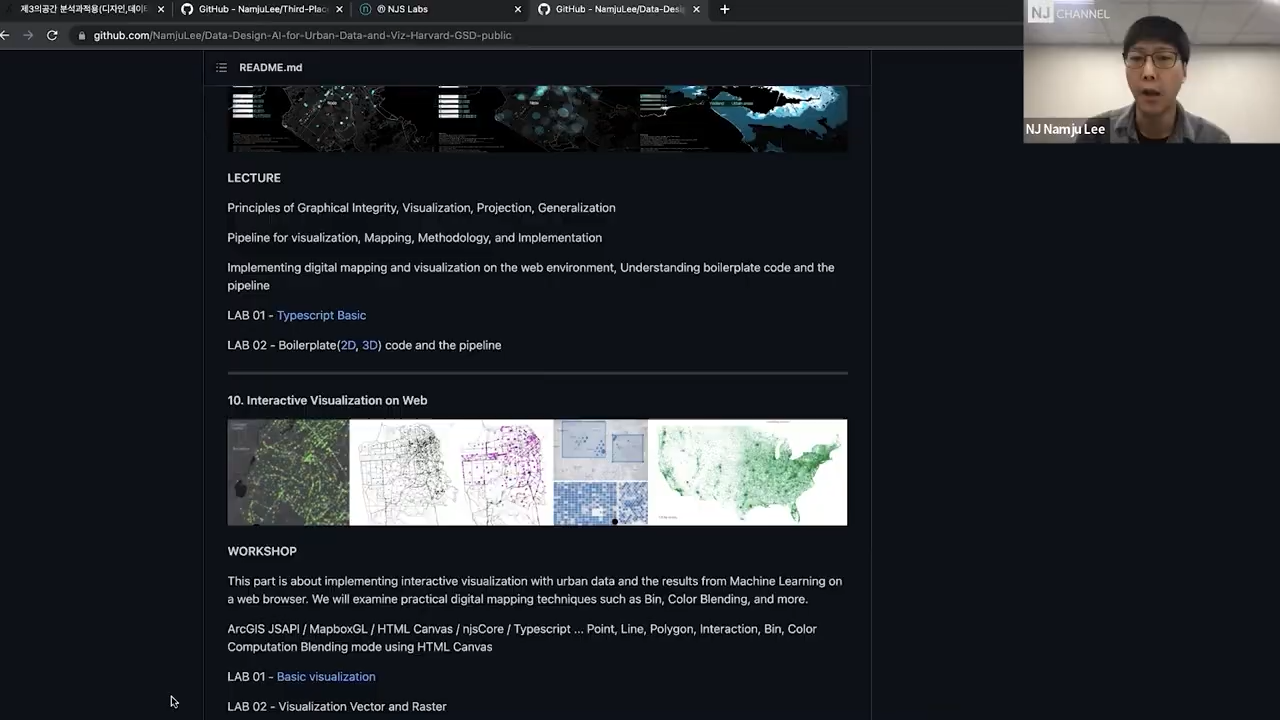 제3의공간 분석과적용(디자인,데이터
GitHub - NamjuLee/Third-Plac
® NJS Labs
GitHub - NamjuLee/Data-Desig
github.com/NamjuLee/Data-Design-AI-for-Urban-Data-and-Viz-Harvard-GSD-public
NJ CHANNEL
NJ Namju Lee
README.md
LECTURE
Principles of Graphical Integrity, Visualization, Projection, Generalization
Pipeline for visualization, Mapping, Methodology, and Implementation
Implementing digital mapping and visualization on the web environment, Understanding boilerplate code and the
pipeline
LAB 01 - Typescript Basic
LAB 02 - Boilerplate(2D, 3D) code and the pipeline
10. Interactive Visualization on Web
WORKSHOP
This part is about implementing interactive visualization with urban data and the results from Machine Learning on
a web browser. We will examine practical digital mapping techniques such as Bin, Color Blending, and more.
ArcGIS JSAPI / MapboxGL / HTML Canvas / njsCore / Typescript ... Point, Line, Polygon, Interaction, Bin, Color
Computation Blending mode using HTML Canvas
LAB 01 - Basic visualization
LAB 02 - Visualization Vector and Raster